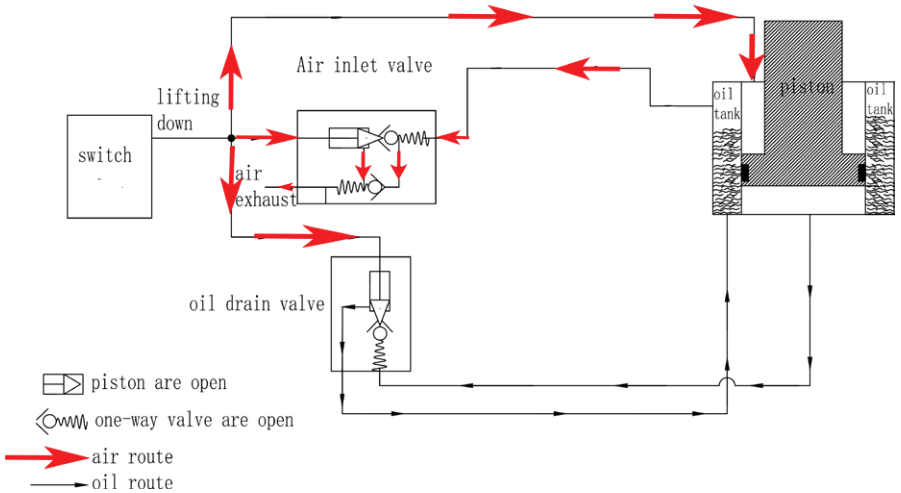 Air inlet valve
lifting
down
switch
air
exhaust
oil
tank
piston
oil
tank
oil drain valve
piston are open
one-way valve are open
air route
oil route